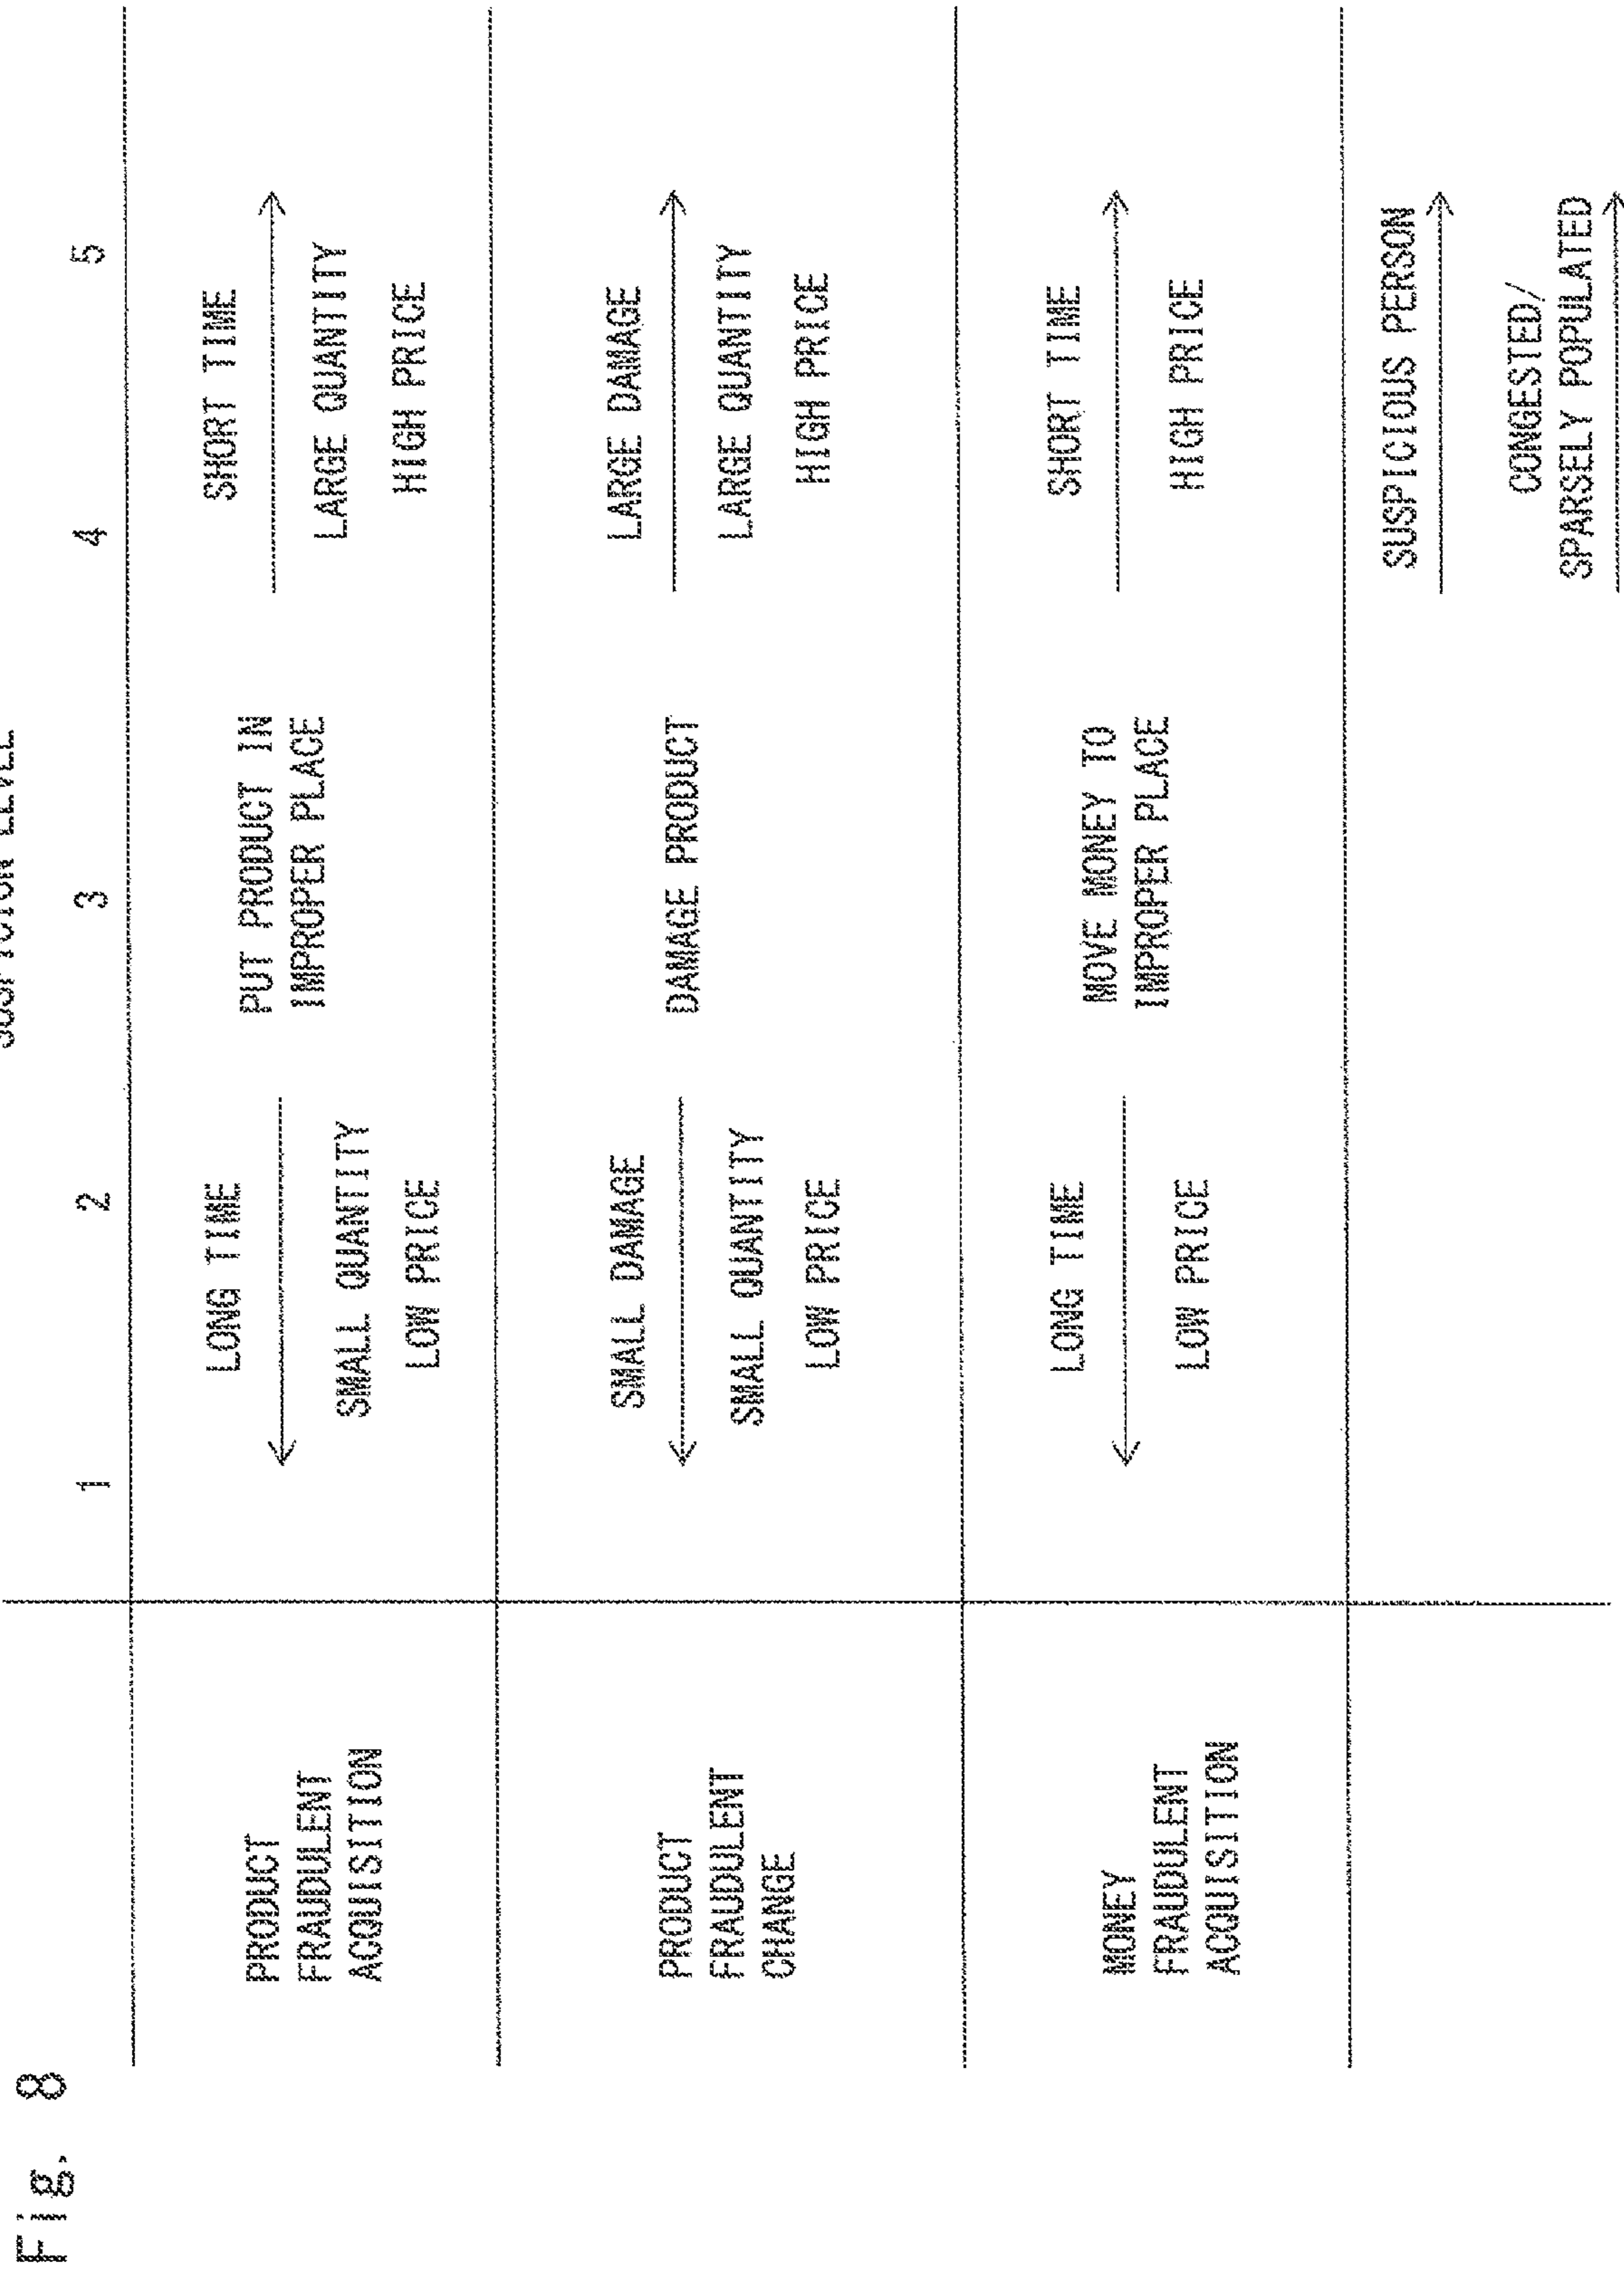 Fig. 8
SUSPICION LEVEL
1 2 3 4 5
PRODUCT
FRAUDULENT
ACQUISITION
LONG TIME
SMALL QUANTITY
LOW PRICE
PUT PRODUCT IN
IMPROPER PLACE
SHORT TIME
LARGE QUANTITY
HIGH PRICE
PRODUCT
FRAUDULENT
CHANGE
SMALL DAMAGE
SMALL QUANTITY
LOW PRICE
DAMAGE PRODUCT
LARGE DAMAGE
LARGE QUANTITY
HIGH PRICE
MONEY
FRAUDULENT
ACQUISITION
LONG TIME
LOW PRICE
MOVE MONEY TO
IMPROPER PLACE
SHORT TIME
HIGH PRICE
SUSPICIOUS PERSON
CONGESTED/
SPARSELY POPULATED